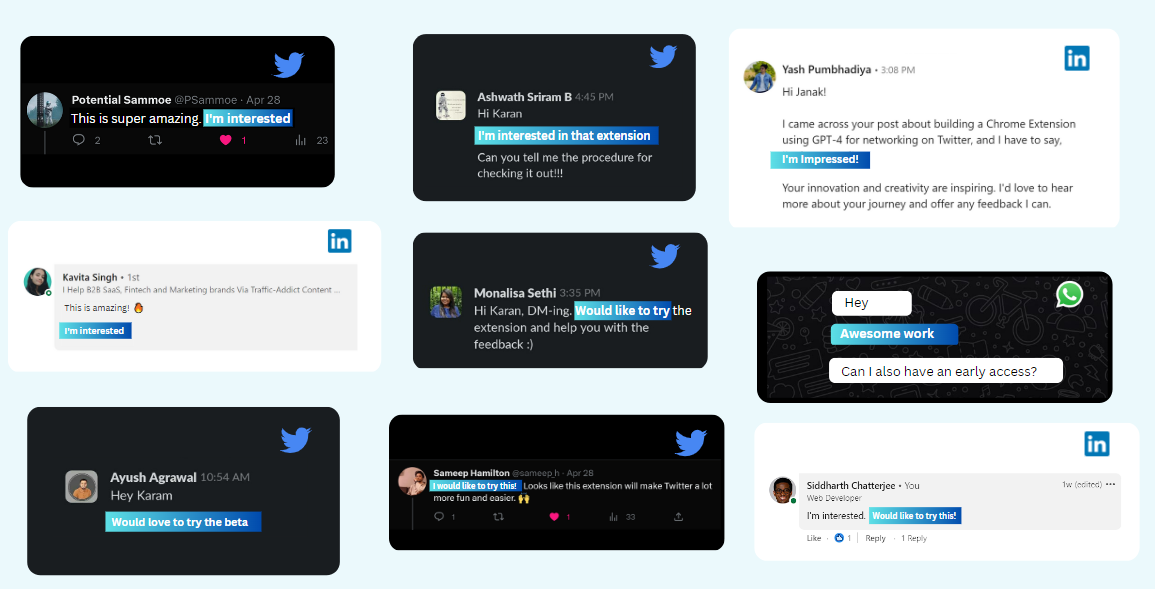 Potential Sammoe @PSammoe · Apr 28
This is super amazing. I'm interested
2 1 23
Ashwath Sriram B 4:45 PM
Hi Karan
I'm interested in that extension
Can you tell me the procedure for
checking it out!!!
in
Yash Pumbhadiya • 3:08 PM
Hi Janak!
I came across your post about building a Chrome Extension
using GPT-4 for networking on Twitter, and I have to say,
I'm Impressed!
Your innovation and creativity are inspiring. I'd love to hear
more about your journey and offer any feedback I can.
in
Kavita Singh • 1st
I Help B2B SaaS, Fintech and Marketing brands Via Traffic-Addict Content ...
This is amazing! 🔥
I'm interested
Monalisa Sethi 3:35 PM
Hi Karan, DM-ing. Would like to try the
extension and help you with the
feedback :)
Hey
Awesome work
Can I also have an early access?
Ayush Agrawal 10:54 AM
Hey Karam
Would love to try the beta
Sameep Hamilton @sameep_h · Apr 28
I would like to try this! Looks like this extension will make Twitter a lot
more fun and easier. 🙌
1 1 33
in
Siddharth Chatterjee • You 1w (edited) •••
Web Developer
I'm interested. Would like to try this!
Like · 1 | Reply · 1 Reply